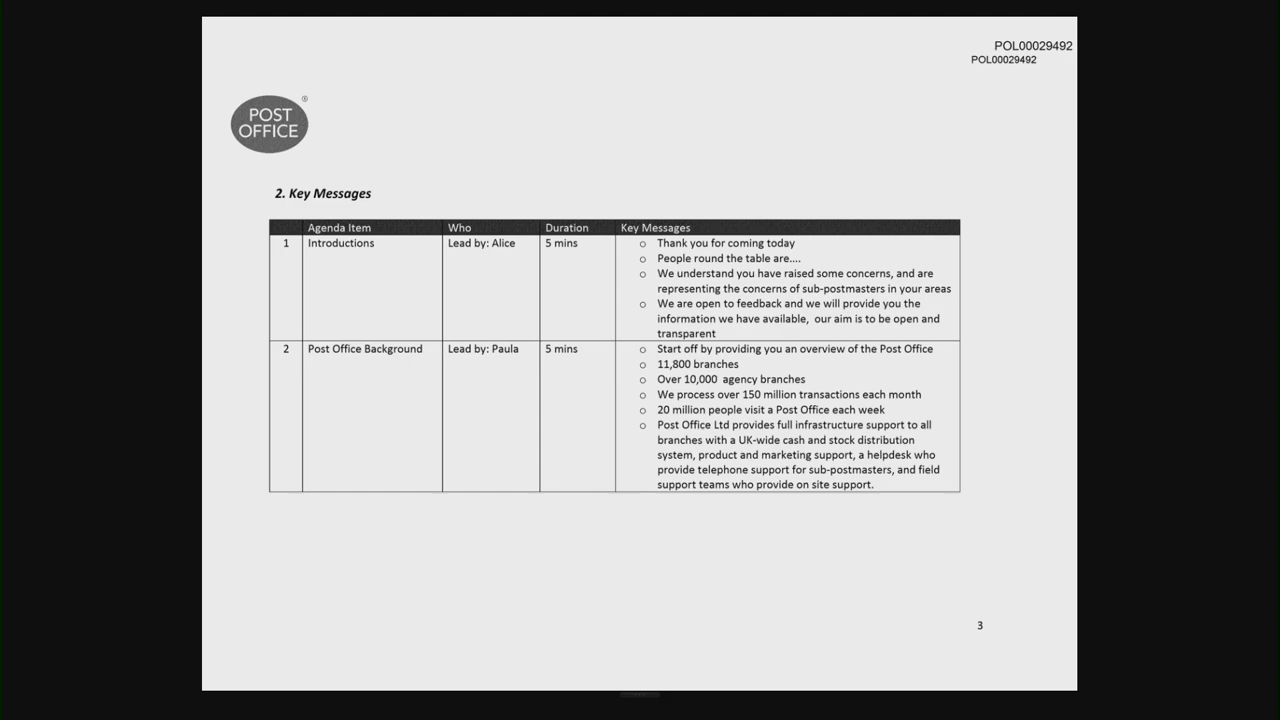 POL00029492
POL00029492
POST
OFFICE
®
2. Key Messages
Agenda Item Who Duration Key Messages
1 Introductions Lead by: Alice 5 mins o Thank you for coming today
o People round the table are....
o We understand you have raised some concerns, and are
representing the concerns of sub-postmasters in your areas
o We are open to feedback and we will provide you the
information we have available, our aim is to be open and
transparent
2 Post Office Background Lead by: Paula 5 mins o Start off by providing you an overview of the Post Office
o 11,800 branches
o Over 10,000 agency branches
o We process over 150 million transactions each month
o 20 million people visit a Post Office each week
o Post Office Ltd provides full infrastructure support to all
branches with a UK-wide cash and stock distribution
system, product and marketing support, a helpdesk who
provide telephone support for sub-postmasters, and field
support teams who provide on site support.
3